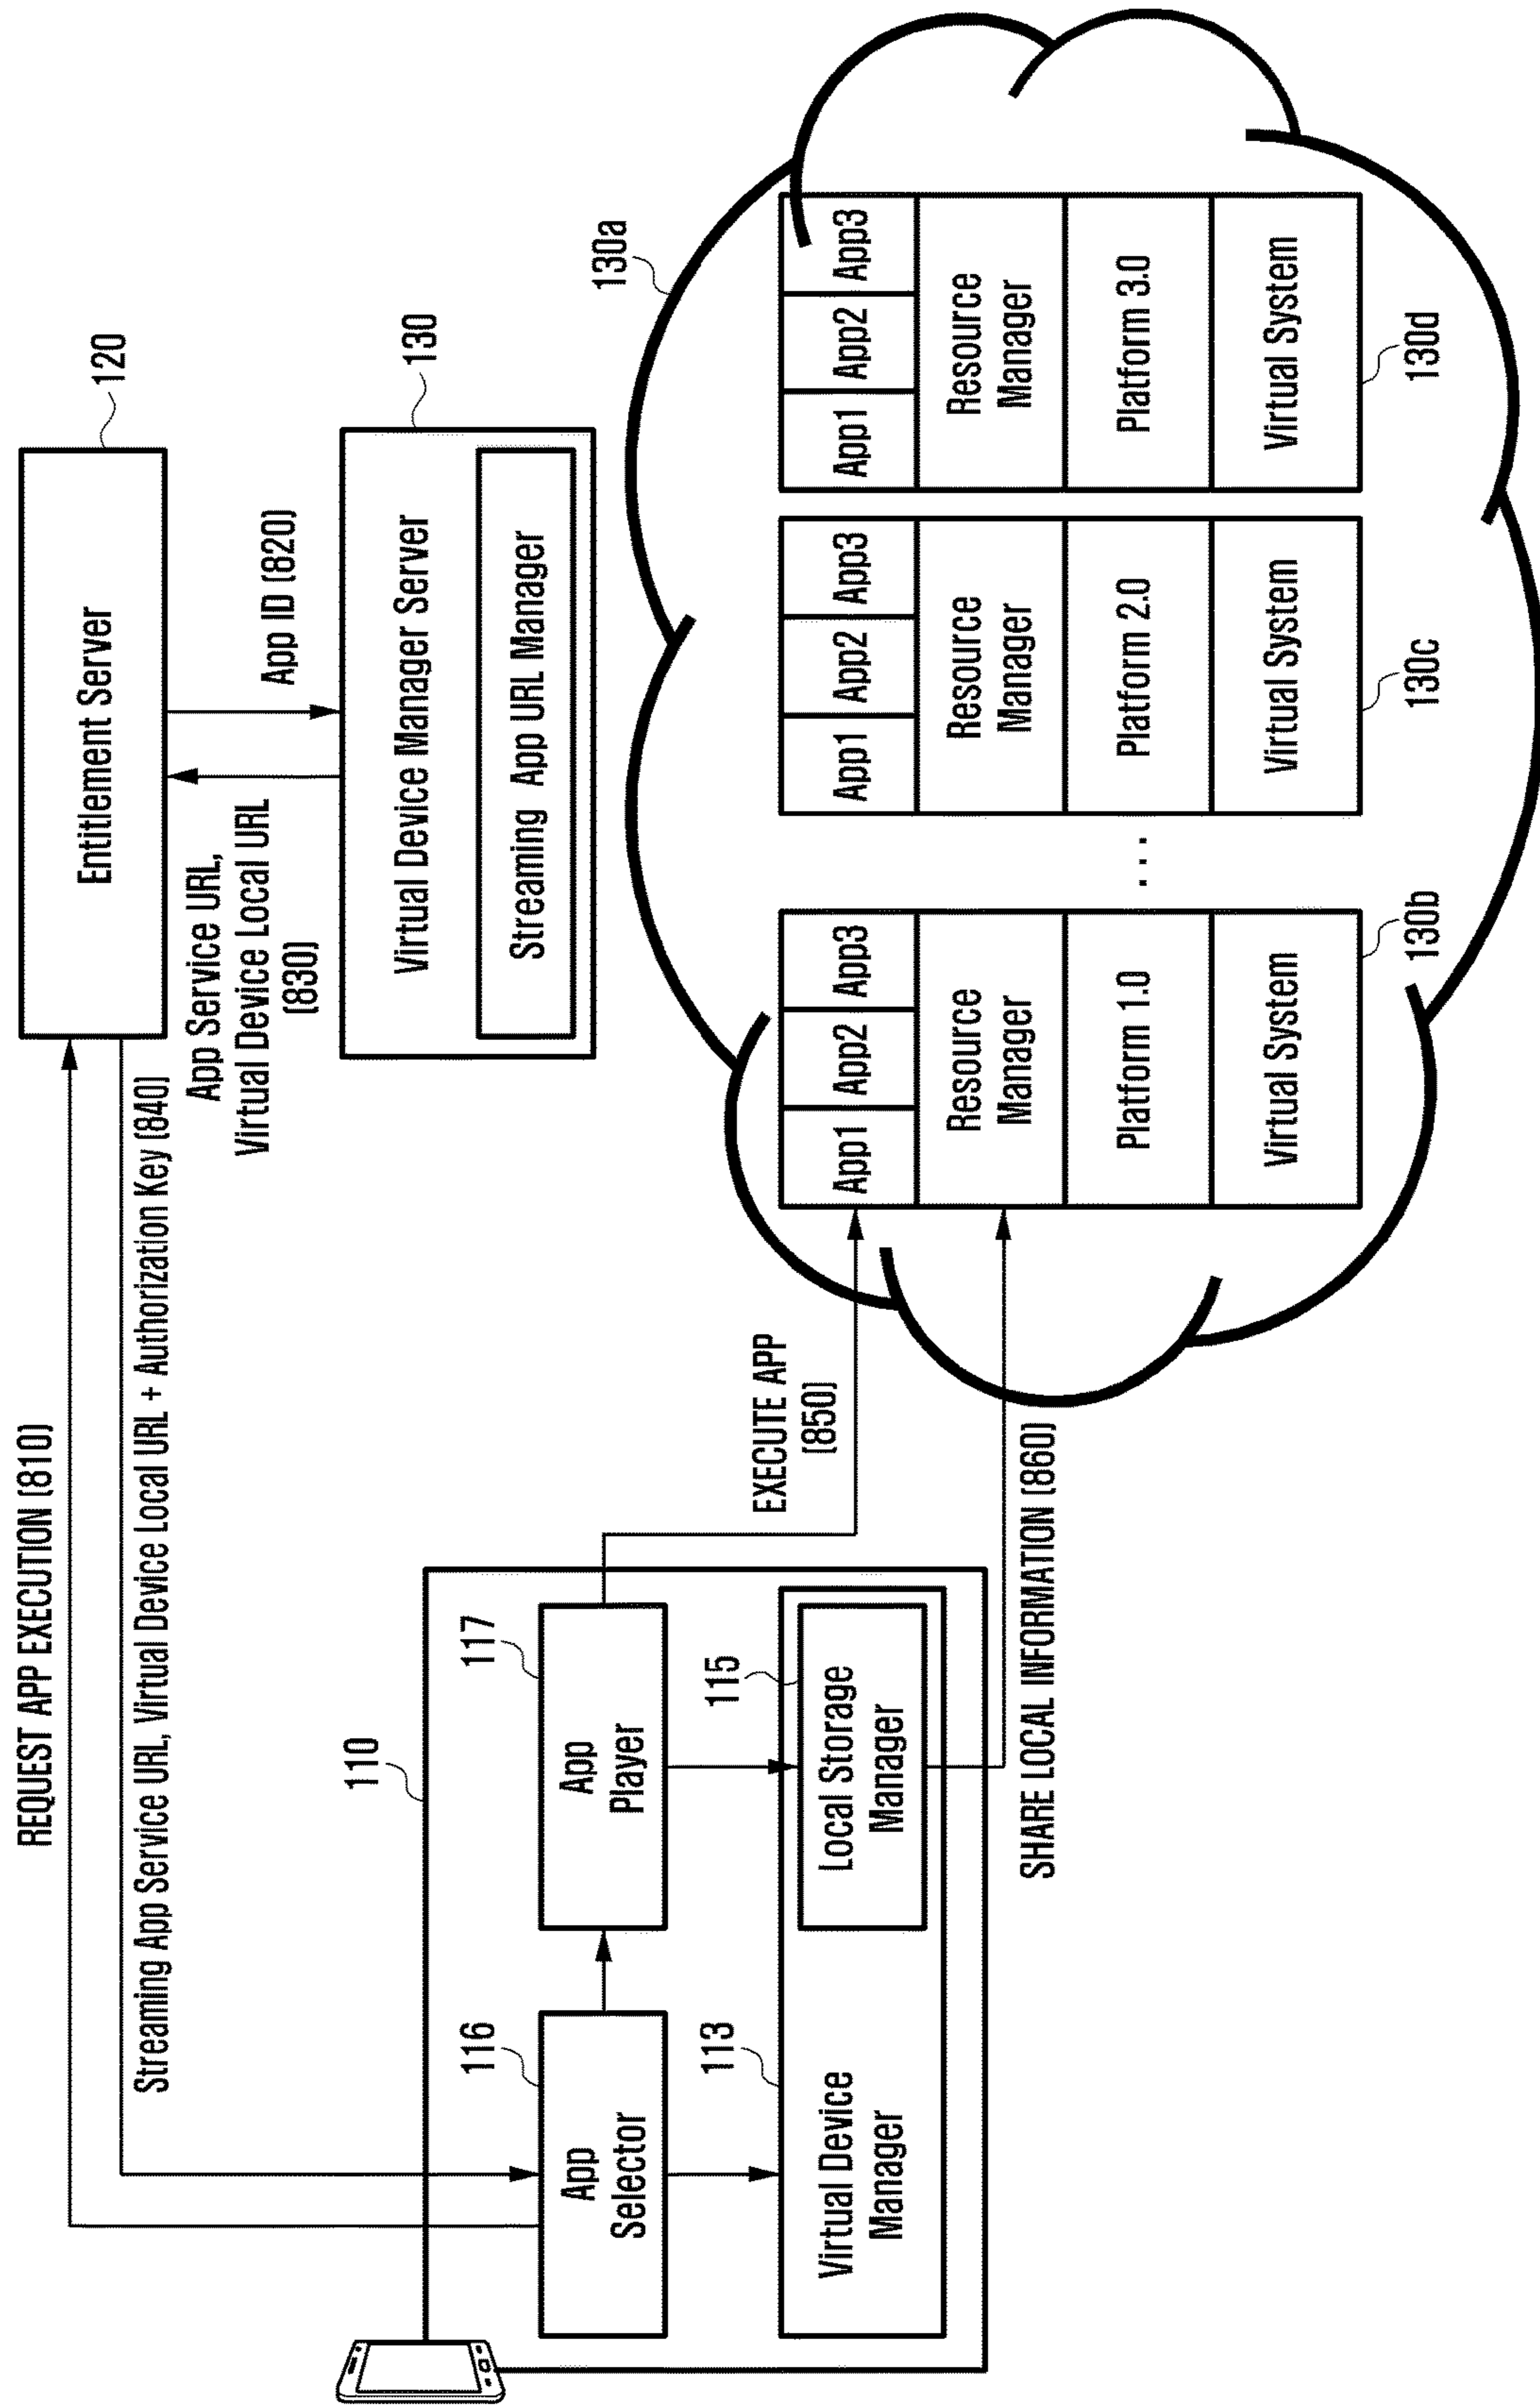 REQUEST APP EXECUTION (810)
Streaming App Service URL, Virtual Device Local URL + Authorization Key (840)
Entitlement Server
120
App Service URL,
Virtual Device Local URL
(830)
App ID (820)
Virtual Device Manager Server
Streaming App URL Manager
130
110
116
App
Selector
117
App
Player
113
Virtual Device
Manager
115
Local Storage
Manager
EXECUTE APP
(850)
SHARE LOCAL INFORMATION (860)
130a
App1
App2
App3
Resource
Manager
Platform 1.0
Virtual System
130b
...
App1
App2
App3
Resource
Manager
Platform 2.0
Virtual System
130c
App1
App2
App3
Resource
Manager
Platform 3.0
Virtual System
130d